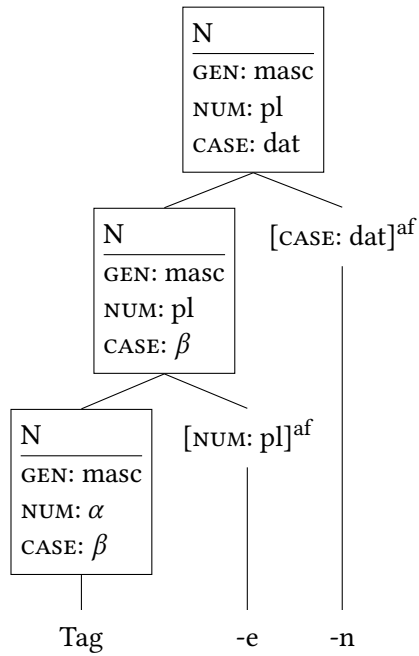 N
GEN: masc
NUM: pl
CASE: dat
N
GEN: masc
NUM: pl
CASE: β
[CASE: dat]af
N
GEN: masc
NUM: α
CASE: β
[NUM: pl]af
Tag -e -n